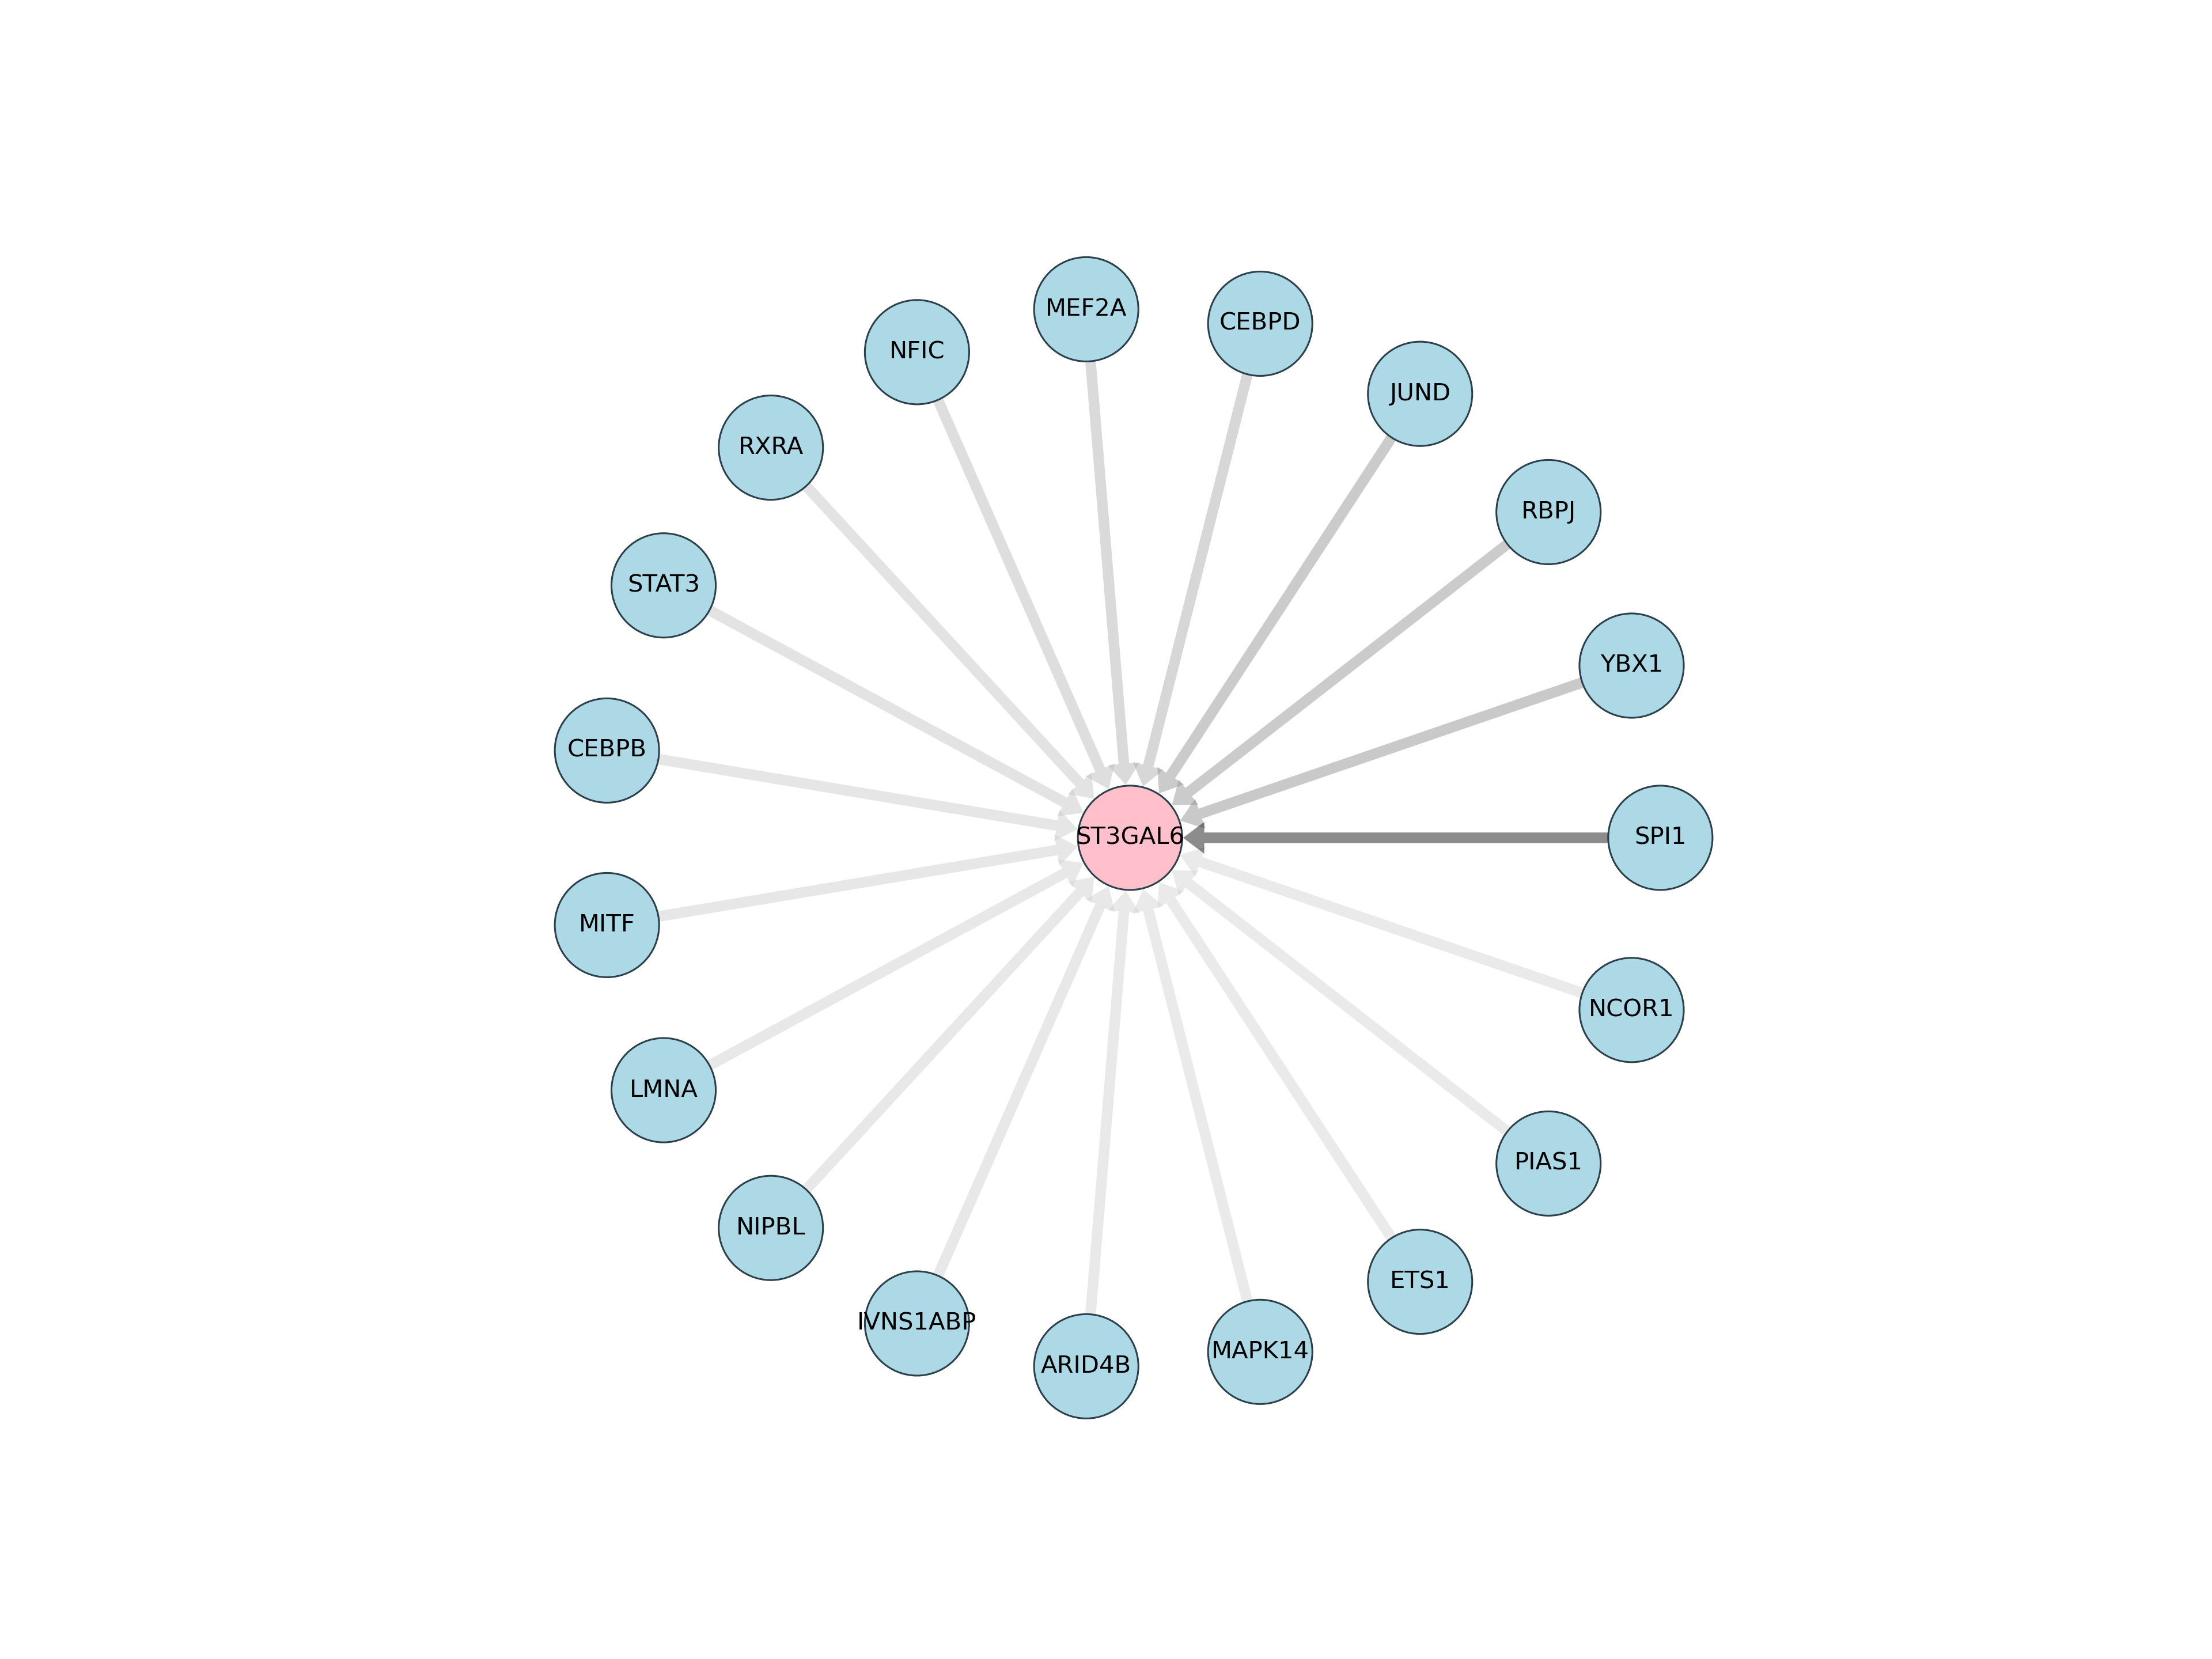 MEF2A
CEBPD
NFIC
JUND
RXRA
RBPJ
STAT3
YBX1
CEBPB
ST3GAL6
SPI1
MITF
NCOR1
LMNA
PIAS1
NIPBL
ETS1
IVNS1ABP
MAPK14
ARID4B